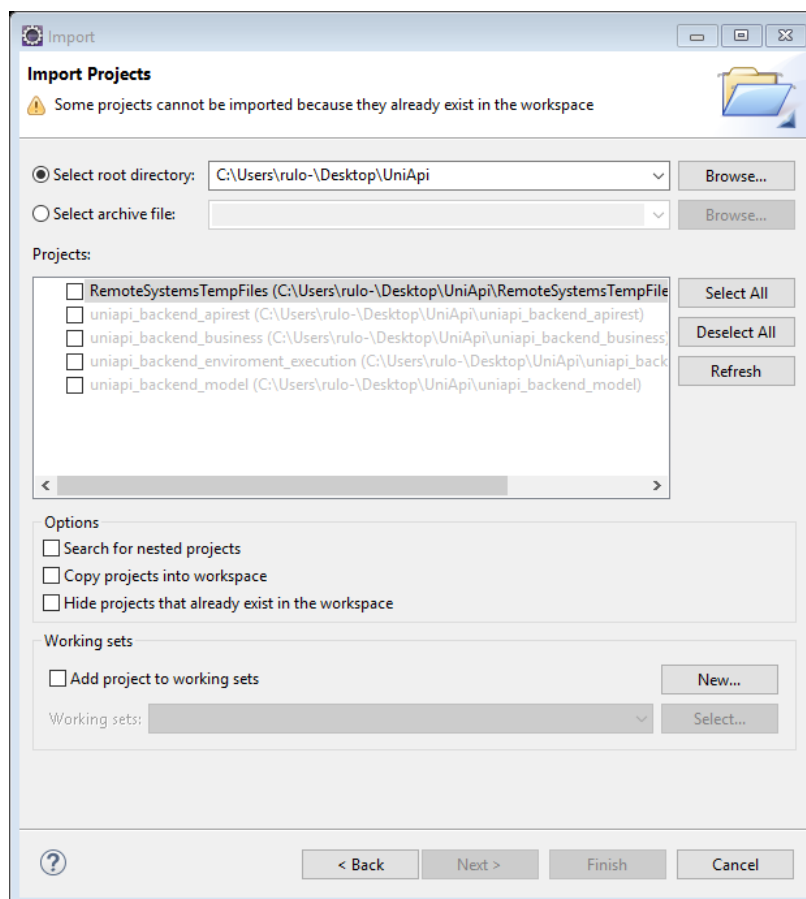 Import
Import Projects
Some projects cannot be imported because they already exist in the workspace
Select root directory: C:\Users\rulo-\Desktop\UniApi Browse...
Select archive file: Browse...
Projects:
RemoteSystemsTempFiles (C:\Users\rulo-\Desktop\UniApi\RemoteSystemsTempFile
uniapi_backend_apirest (C:\Users\rulo-\Desktop\UniApi\uniapi_backend_apirest)
uniapi_backend_business (C:\Users\rulo-\Desktop\UniApi\uniapi_backend_business)
uniapi_backend_enviroment_execution (C:\Users\rulo-\Desktop\UniApi\uniapi_back
uniapi_backend_model (C:\Users\rulo-\Desktop\UniApi\uniapi_backend_model)
Select All
Deselect All
Refresh
Options
Search for nested projects
Copy projects into workspace
Hide projects that already exist in the workspace
Working sets
Add project to working sets New...
Working sets: Select...
? < Back Next > Finish Cancel